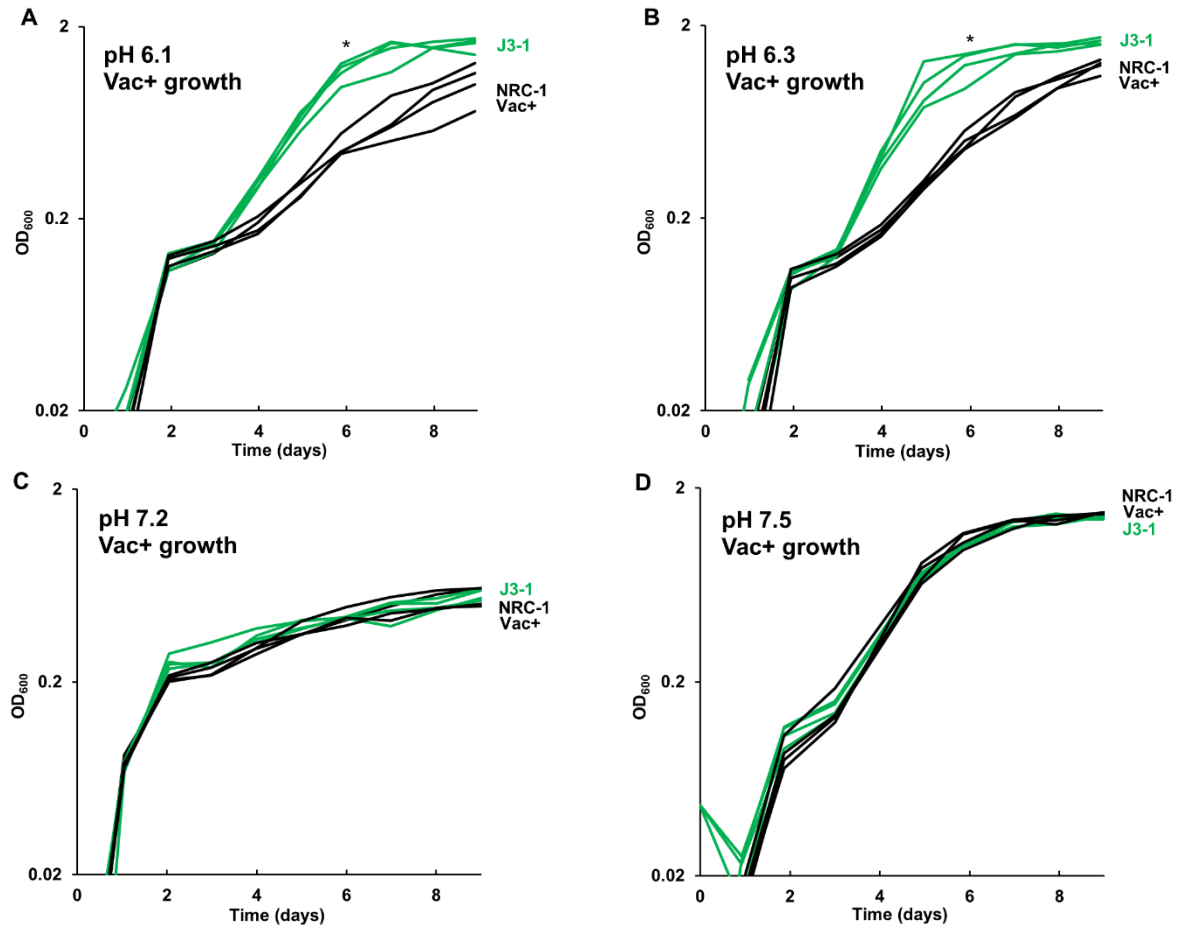 A
2
pH 6.1
Vac+ growth
*
J3-1
NRC-1
Vac+
OD600
0.2
0.02
0
2
4
6
8
Time (days)
B
2
pH 6.3
Vac+ growth
*
J3-1
NRC-1
Vac+
OD600
0.2
0.02
0
2
4
6
8
Time (days)
C
2
pH 7.2
Vac+ growth
J3-1
NRC-1
Vac+
OD600
0.2
0.02
0
2
4
6
8
Time (days)
D
2
pH 7.5
Vac+ growth
NRC-1
Vac+
J3-1
OD600
0.2
0.02
0
2
4
6
8
Time (days)